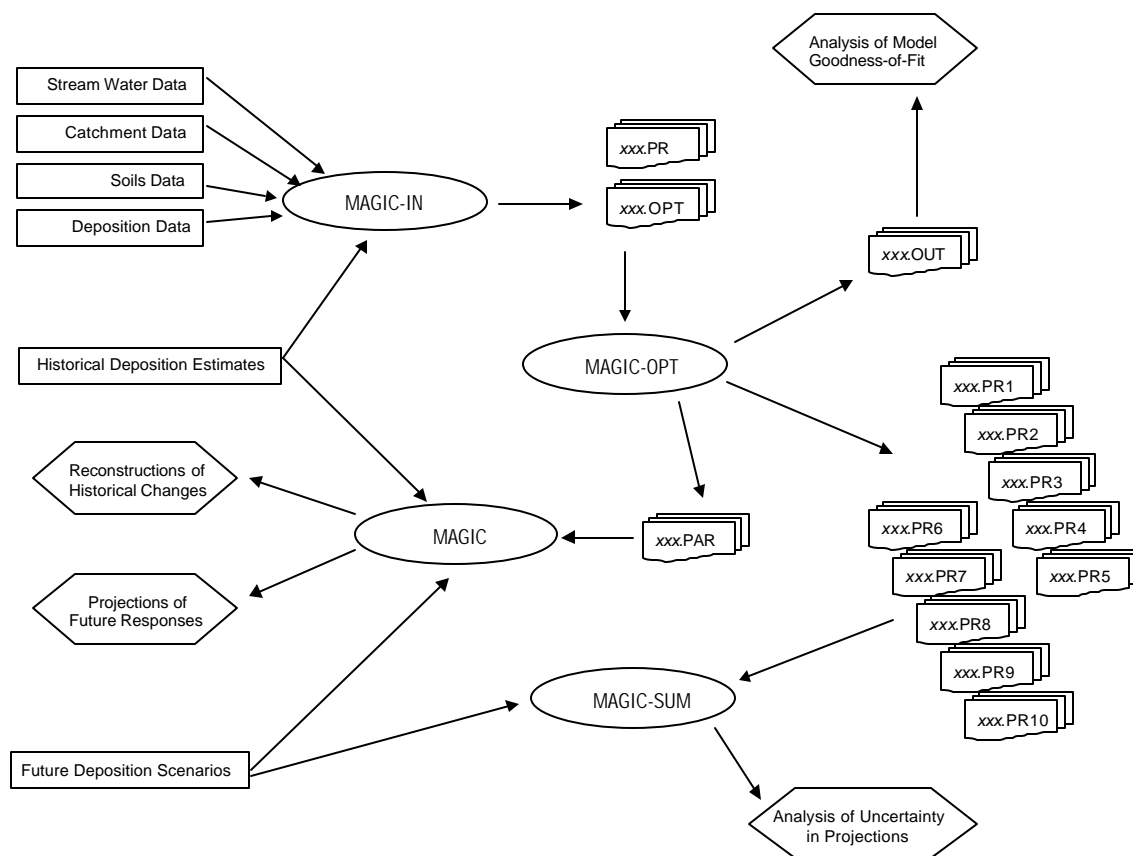 Analysis of Model
Goodness-of-Fit
Stream Water Data
Catchment Data
Soils Data
Deposition Data
MAGIC-IN
xxx.PR
xxx.OPT
xxx.OUT
Historical Deposition Estimates
MAGIC-OPT
xxx.PR1
xxx.PR2
xxx.PR3
xxx.PR4
xxx.PR5
xxx.PR6
xxx.PR7
xxx.PR8
xxx.PR9
xxx.PR10
Reconstructions of
Historical Changes
MAGIC
xxx.PAR
Projections of
Future Responses
MAGIC-SUM
Future Deposition Scenarios
Analysis of Uncertainty
in Projections